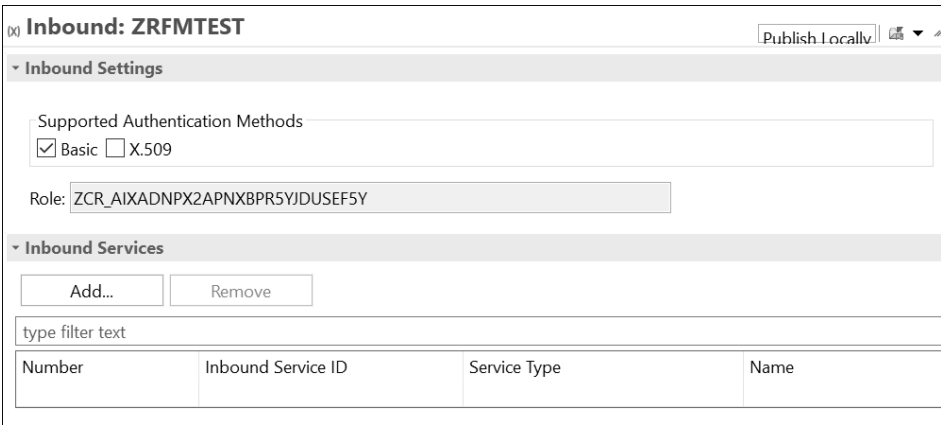 (x) Inbound: ZRFMTEST
Publish Locally
Inbound Settings
Supported Authentication Methods
Basic X.509
Role: ZCR_AIXADNPX2APNXBPR5YJDUSEF5Y
Inbound Services
Add... Remove
type filter text
Number Inbound Service ID Service Type Name